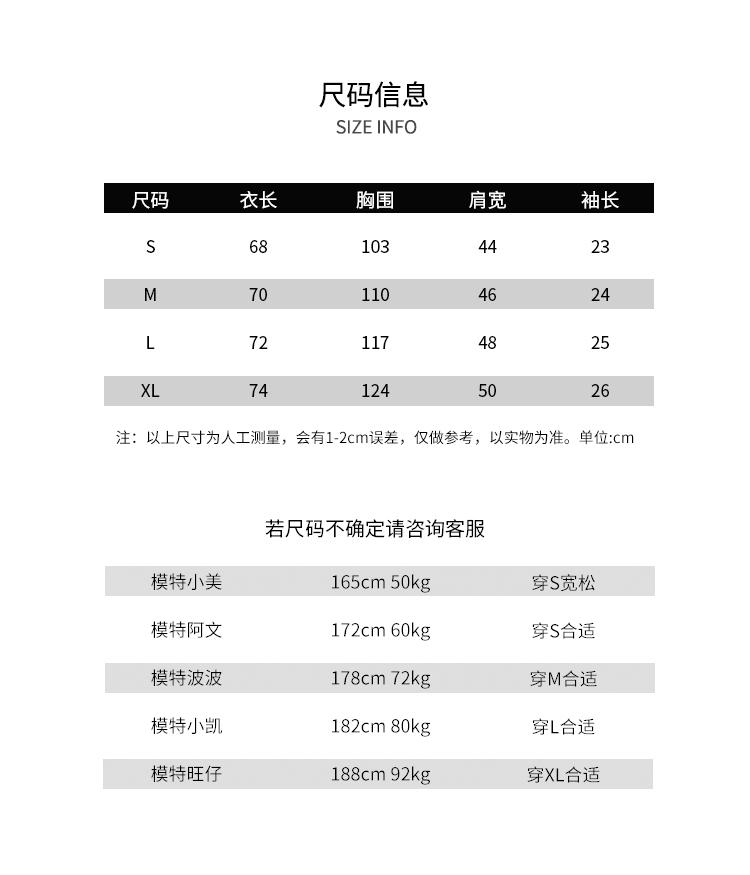 尺码信息
SIZE INFO
尺码 衣长 胸围 肩宽 袖长
S 68 103 44 23
M 70 110 46 24
L 72 117 48 25
XL 74 124 50 26
注：以上尺寸为人工测量，会有1-2cm误差，仅做参考，以实物为准。单位:cm
若尺码不确定请咨询客服
模特小美 165cm 50kg 穿S宽松
模特阿文 172cm 60kg 穿S合适
模特波波 178cm 72kg 穿M合适
模特小凯 182cm 80kg 穿L合适
模特旺仔 188cm 92kg 穿XL合适